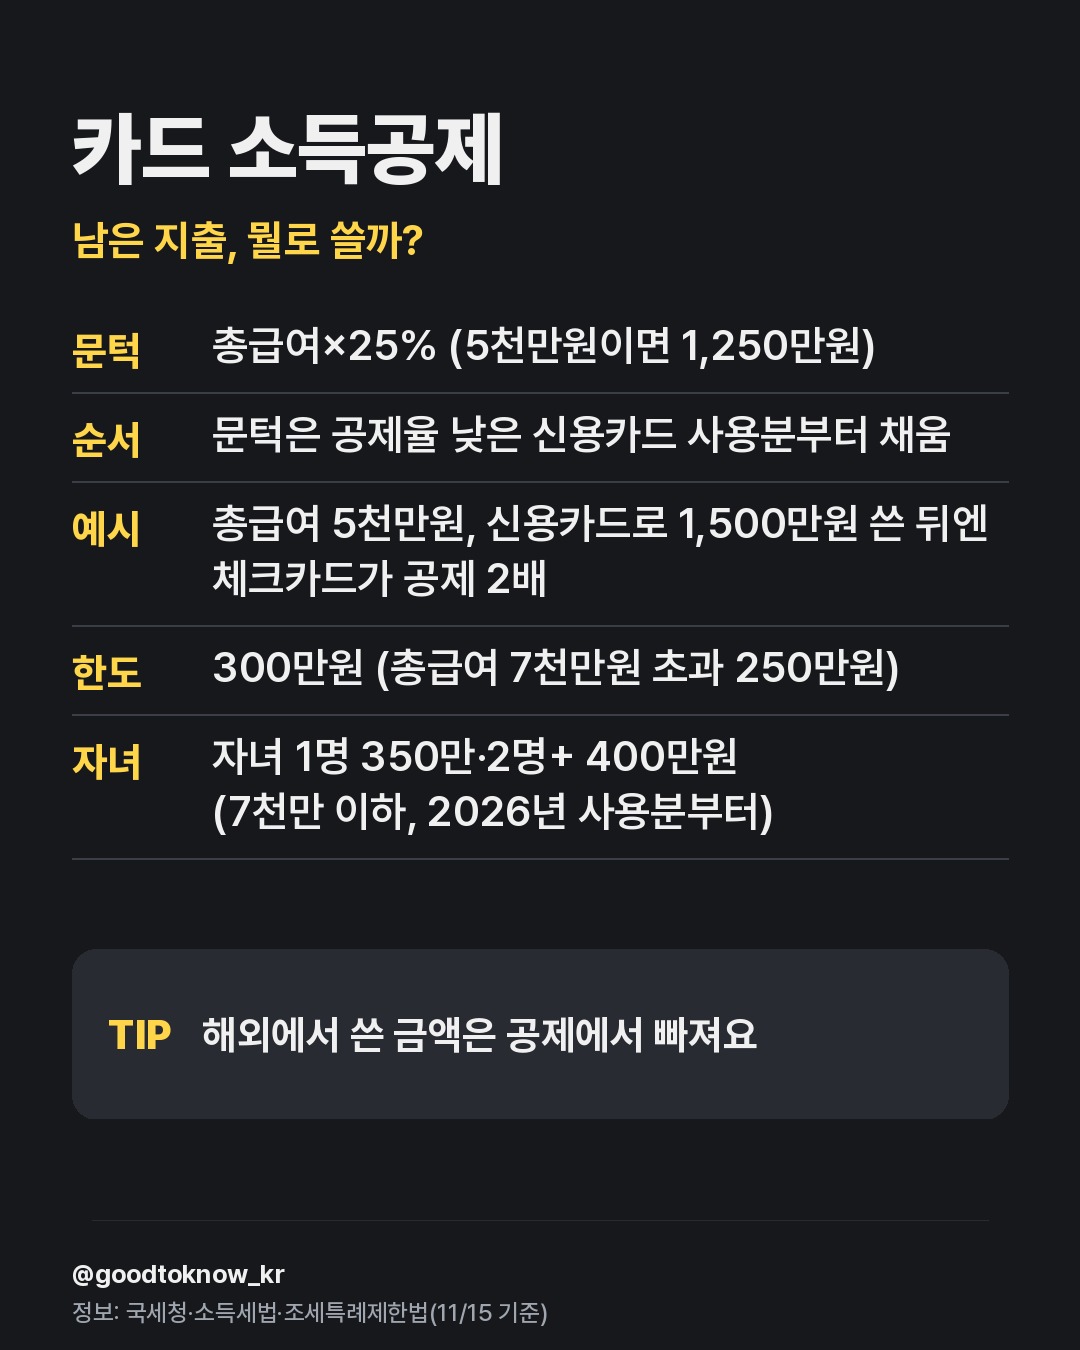 카드 소득공제
남은 지출, 뭘로 쓸까?
문턱 총급여×25% (5천만원이면 1,250만원)
순서 문턱은 공제율 낮은 신용카드 사용분부터 채움
예시 총급여 5천만원, 신용카드로 1,500만원 쓴 뒤엔
체크카드가 공제 2배
한도 300만원 (총급여 7천만원 초과 250만원)
자녀 자녀 1명 350만·2명+ 400만원
(7천만 이하, 2026년 사용분부터)
TIP 해외에서 쓴 금액은 공제에서 빠져요
@goodtoknow_kr
정보: 국세청·소득세법·조세특례제한법(11/15 기준)